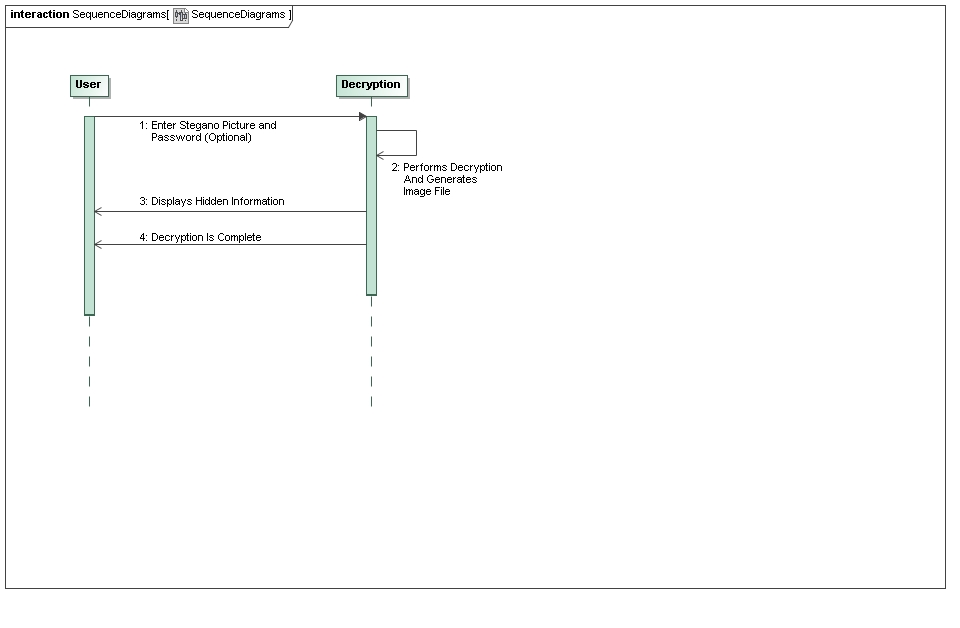 interaction SequenceDiagrams[ SequenceDiagrams ]
User
Decryption
1: Enter Stegano Picture and
Password (Optional)
2: Performs Decryption
And Generates
Image File
3: Displays Hidden Information
4: Decryption Is Complete